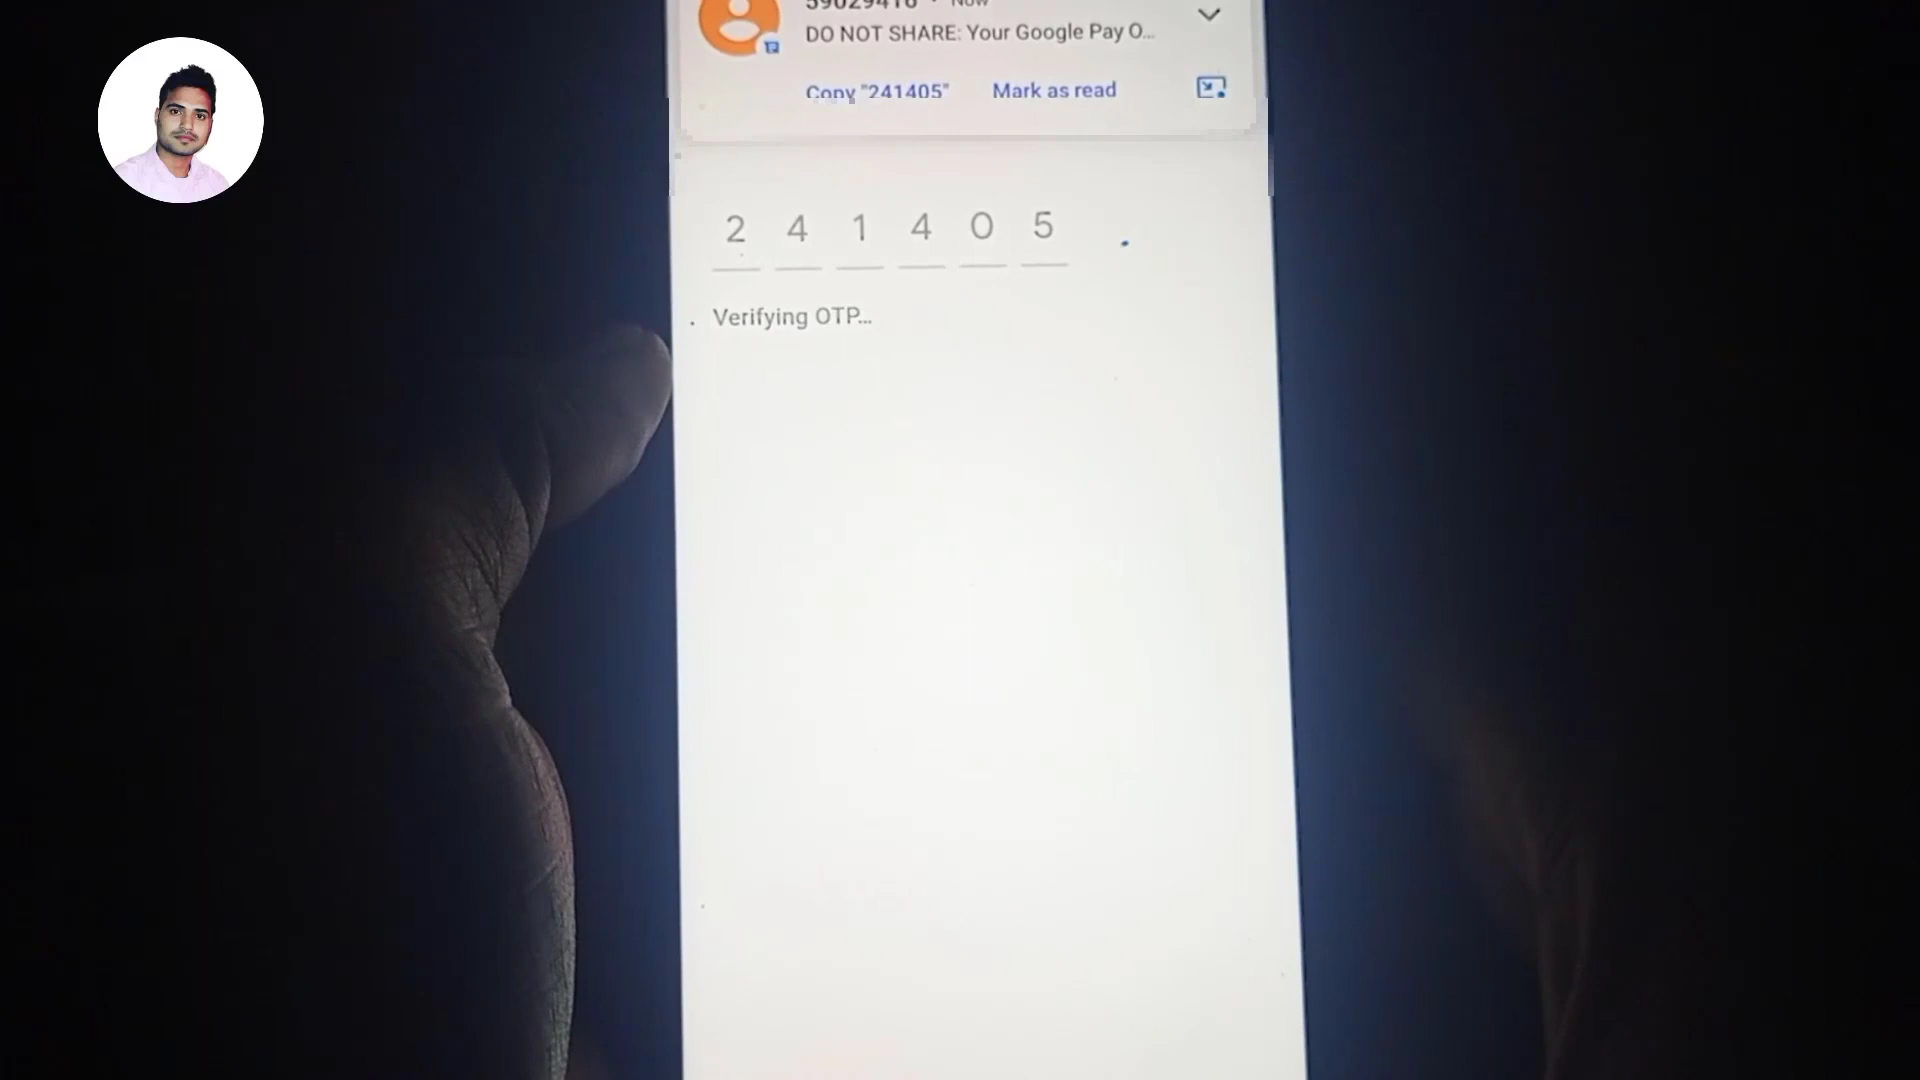 59029416 • Now
DO NOT SHARE: Your Google Pay O...
Copy "241405" Mark as read
2 4 1 4 0 5
Verifying OTP...